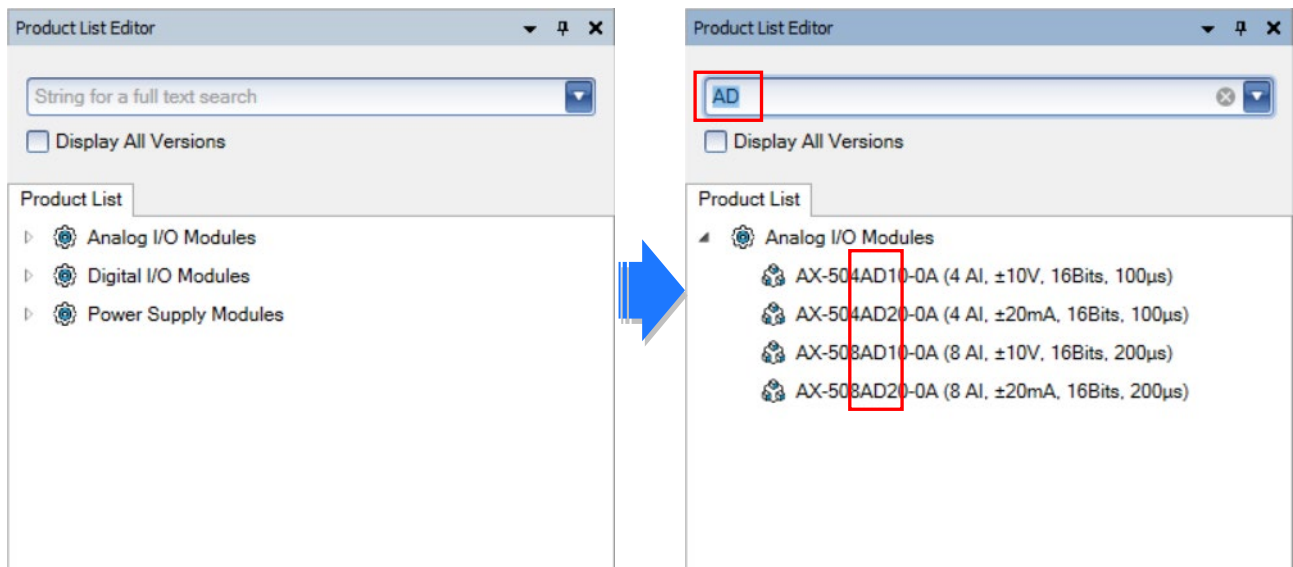 Product List Editor
String for a full text search
Display All Versions
Product List
Analog I/O Modules
Digital I/O Modules
Power Supply Modules
Product List Editor
AD
Display All Versions
Product List
Analog I/O Modules
AX-504AD10-0A (4 AI, ±10V, 16Bits, 100µs)
AX-504AD20-0A (4 AI, ±20mA, 16Bits, 100µs)
AX-508AD10-0A (8 AI, ±10V, 16Bits, 200µs)
AX-508AD20-0A (8 AI, ±20mA, 16Bits, 200µs)